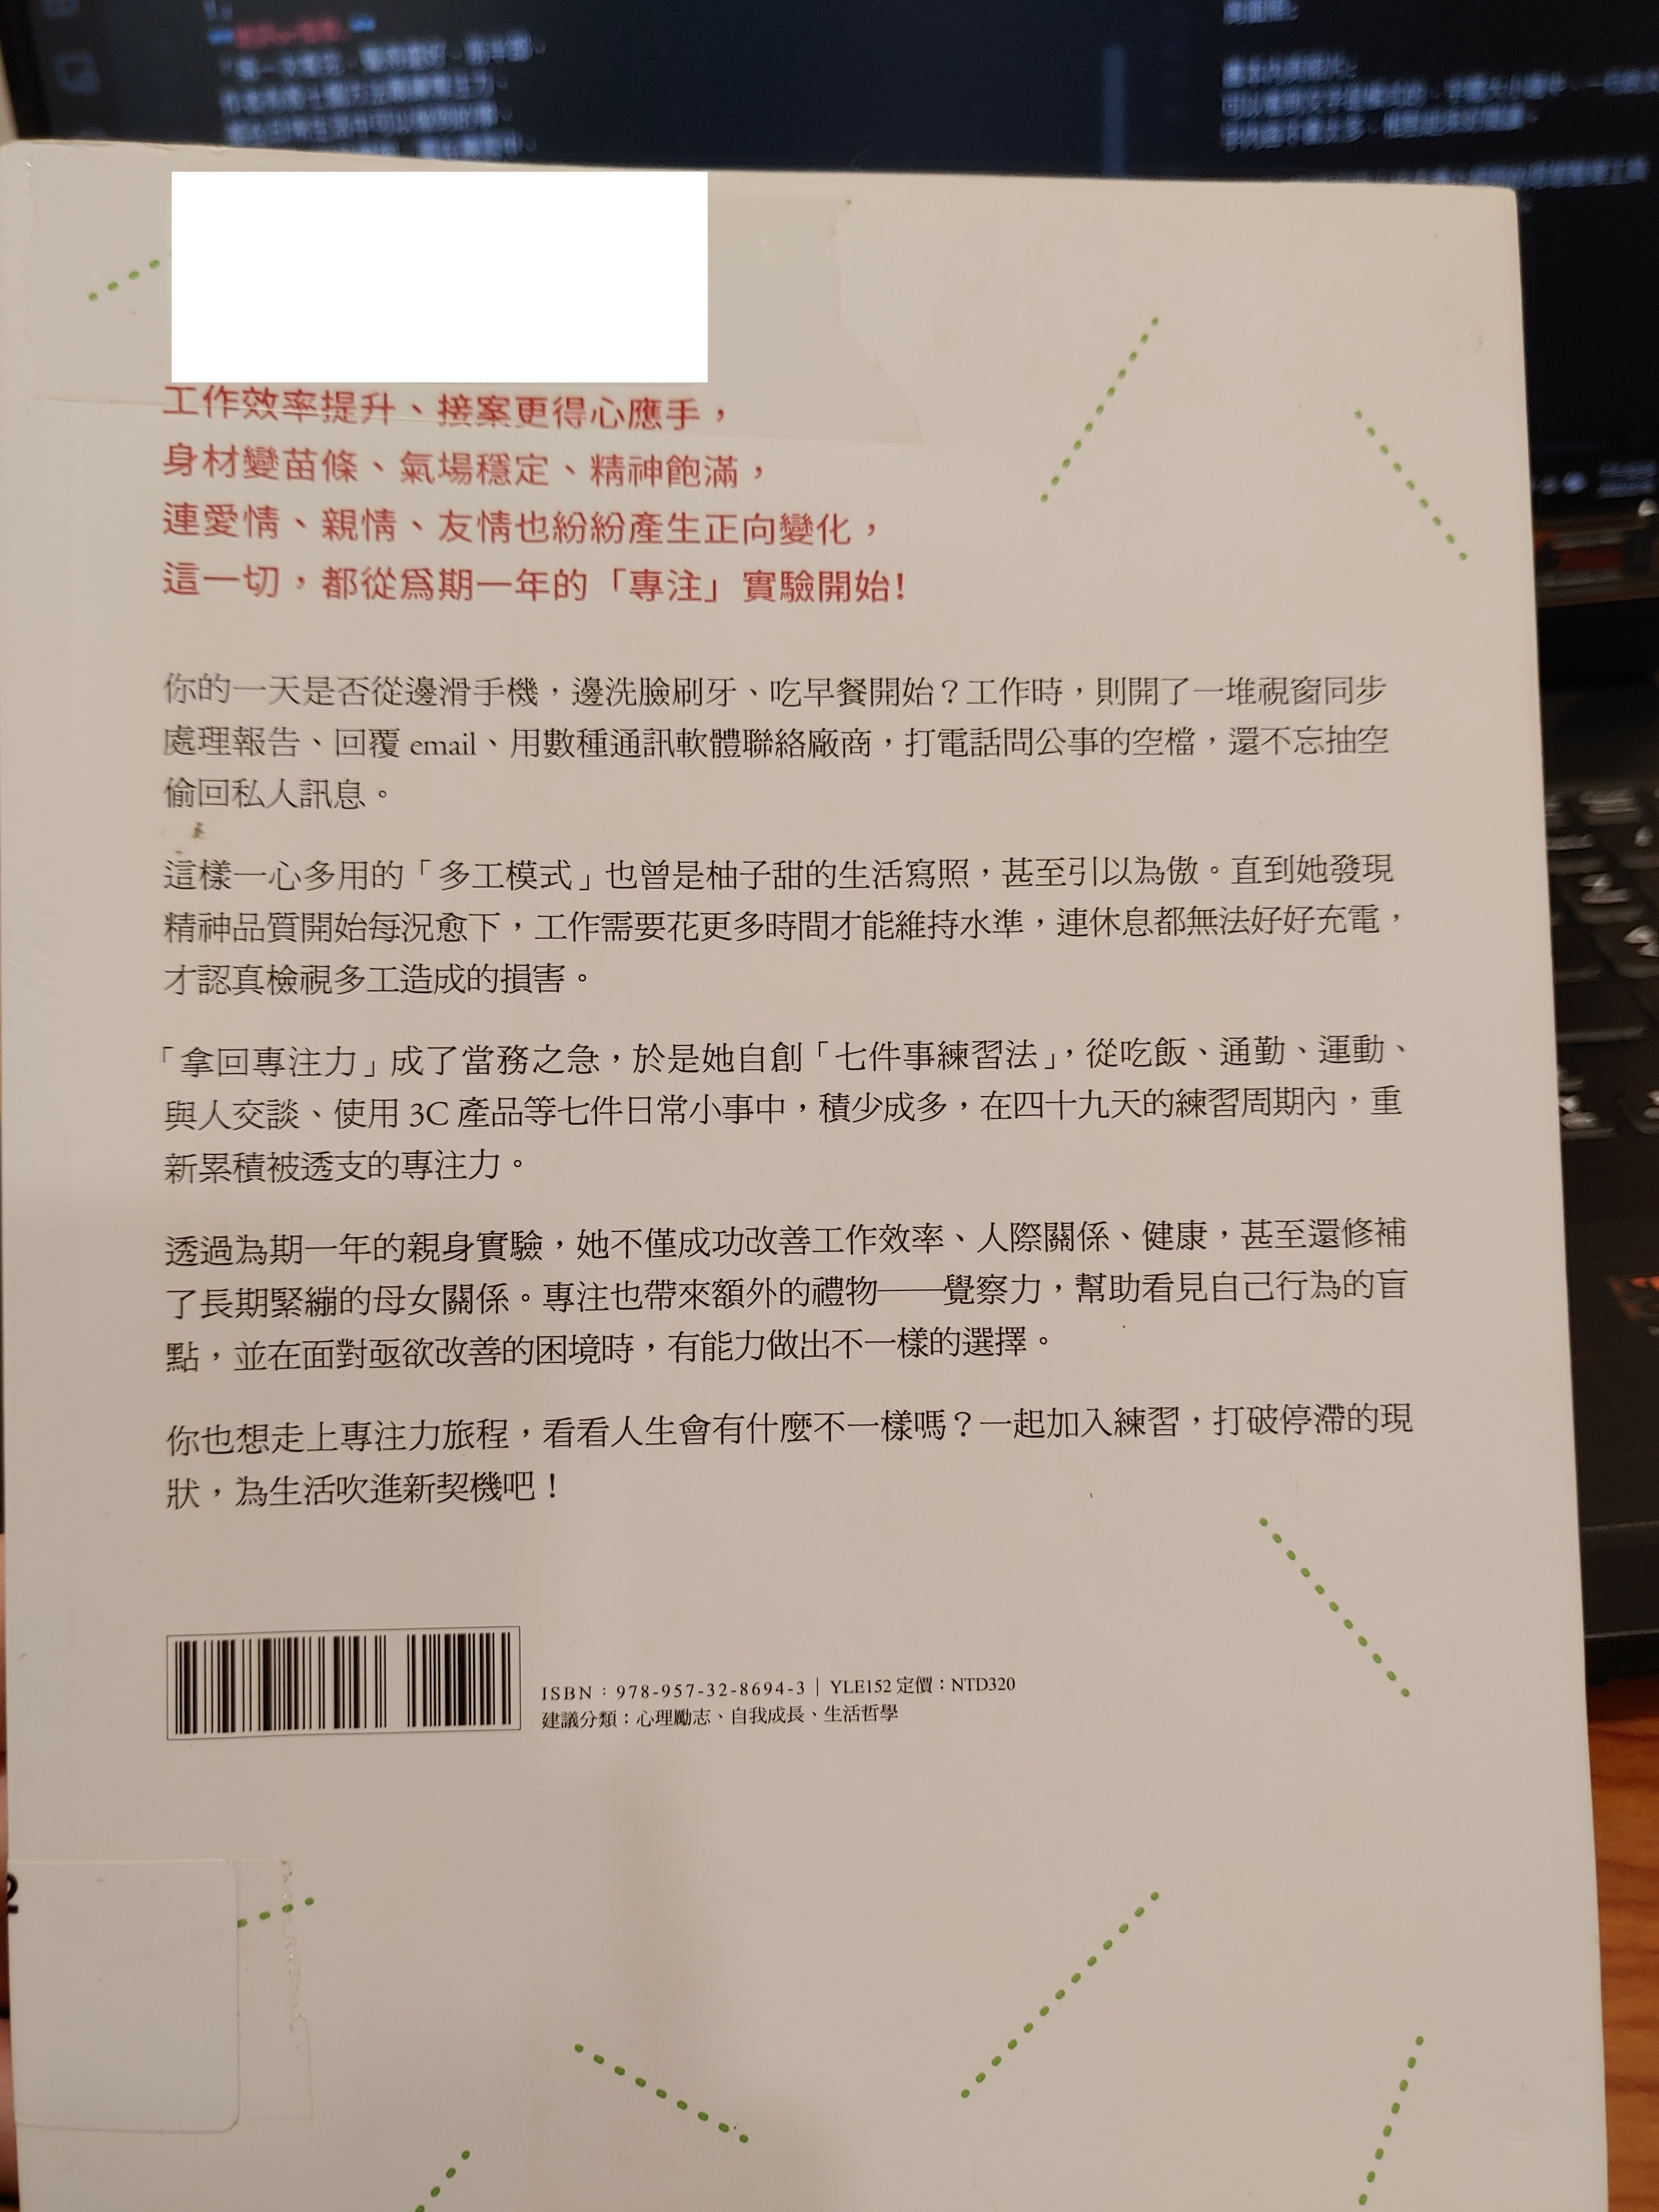 工作效率提升、接案更得心應手，
身材變苗條、氣場穩定、精神飽滿，
連愛情、親情、友情也紛紛產生正向變化，
這一切，都從為期一年的「專注」實驗開始！
你的一天是否從邊滑手機，邊洗臉刷牙、吃早餐開始？工作時，則開了一堆視窗同步
處理報告、回覆 email、用數種通訊軟體聯絡廠商，打電話問公事的空檔，還不忘抽空
偷回私人訊息。
這樣一心多用的「多工模式」也曾是柚子甜的生活寫照，甚至引以為傲。直到她發現
精神品質開始每況愈下，工作需要花更多時間才能維持水準，連休息都無法好好充電，
才認真檢視多工造成的損害。
「拿回專注力」成了當務之急，於是她自創「七件事練習法」，從吃飯、通勤、運動、
與人交談、使用 3C 產品等七件日常小事中，積少成多，在四十九天的練習周期內，重
新累積被透支的專注力。
透過為期一年的親身實驗，她不僅成功改善工作效率、人際關係、健康，甚至還修補
了長期緊繃的母女關係。專注也帶來額外的禮物──覺察力，幫助看見自己行為的盲
點，並在面對亟欲改善的困境時，有能力做出不一樣的選擇。
你也想走上專注力旅程，看看人生會有什麼不一樣嗎？一起加入練習，打破停滯的現
狀，為生活吹進新契機吧！
ISBN：978-957-32-8694-3｜YLE152 定價：NTD320
建議分類：心理勵志、自我成長、生活哲學
2